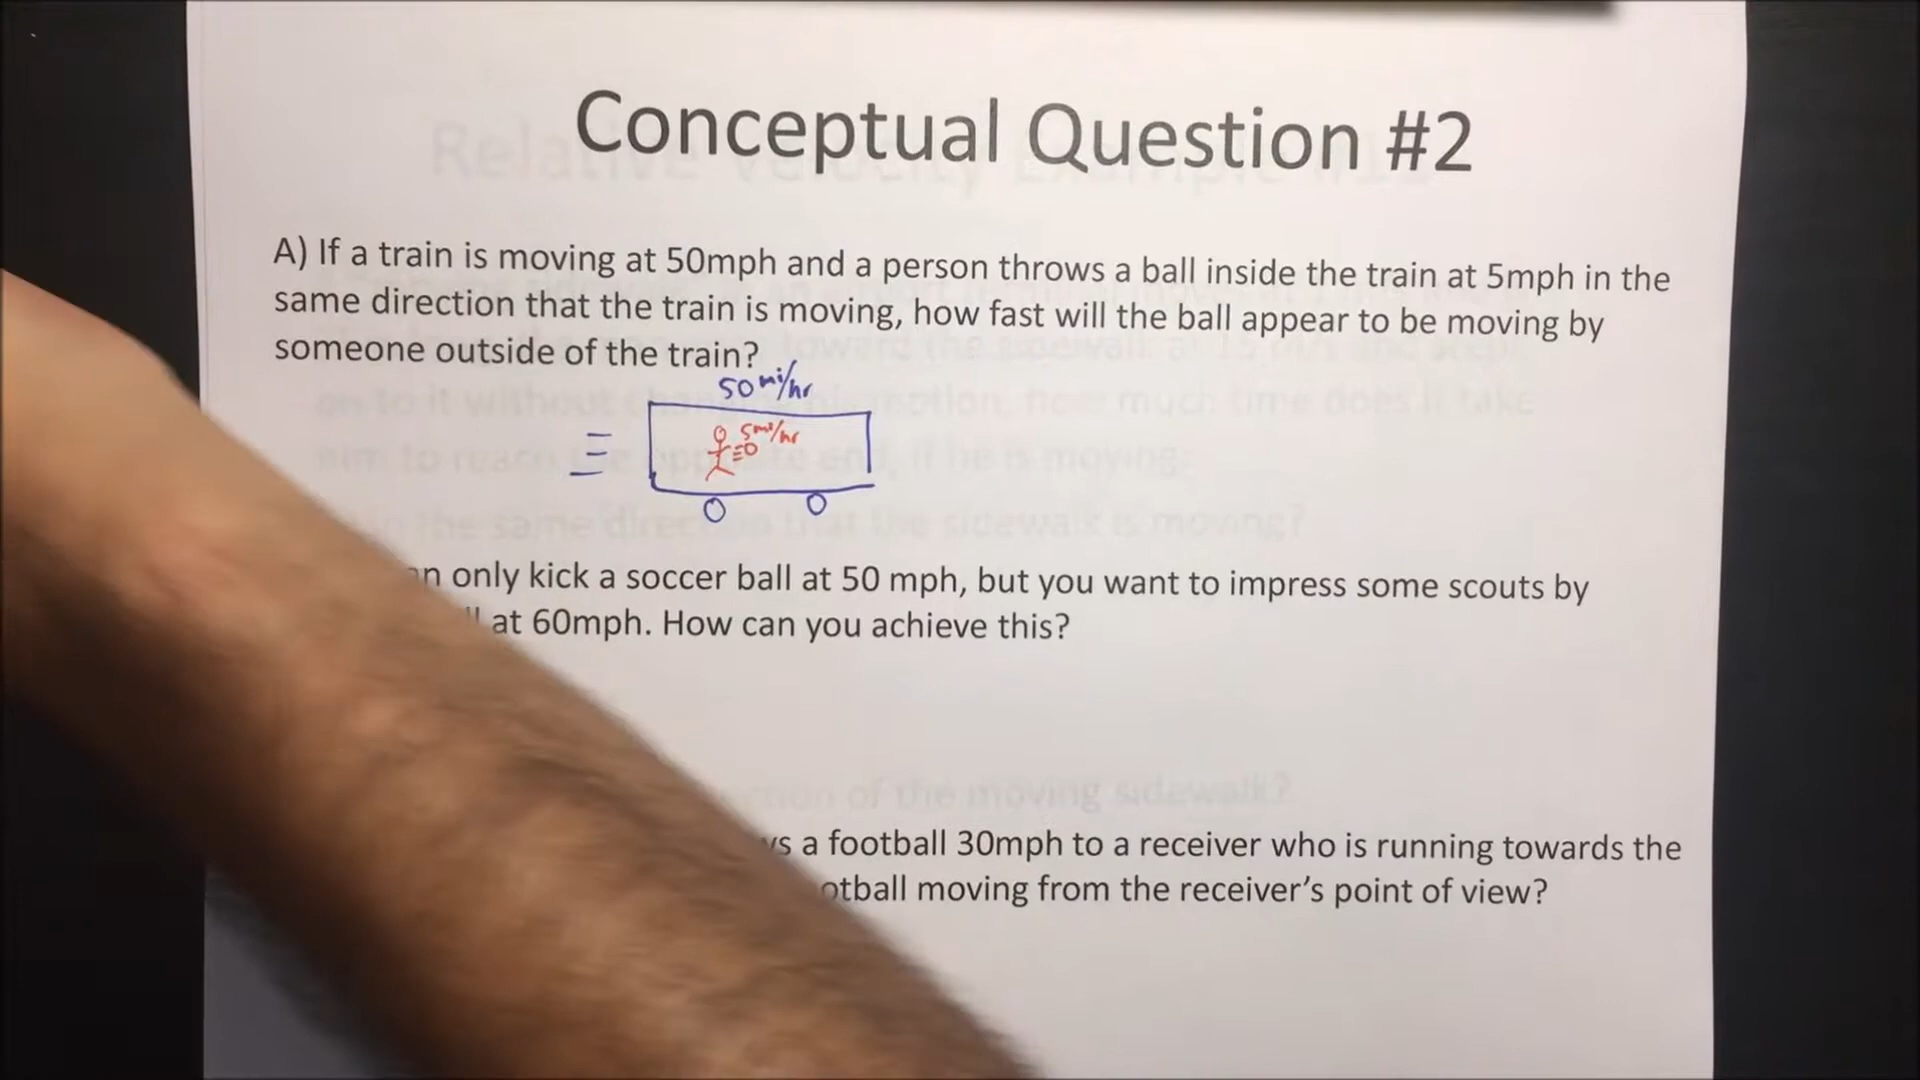 Conceptual Question #2
A) If a train is moving at 50mph and a person throws a ball inside the train at 5mph in the
same direction that the train is moving, how fast will the ball appear to be moving by
someone outside of the train?
50 mi/hr
5 mi/hr
only kick a soccer ball at 50 mph, but you want to impress some scouts by
at 60mph. How can you achieve this?
a football 30mph to a receiver who is running towards the
moving from the receiver's point of view?